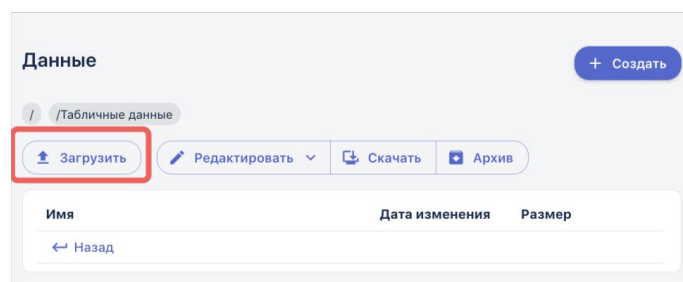 Данные
+ Создать
/ /Табличные данные
Загрузить Редактировать Скачать Архив
Имя Дата изменения Размер
Назад